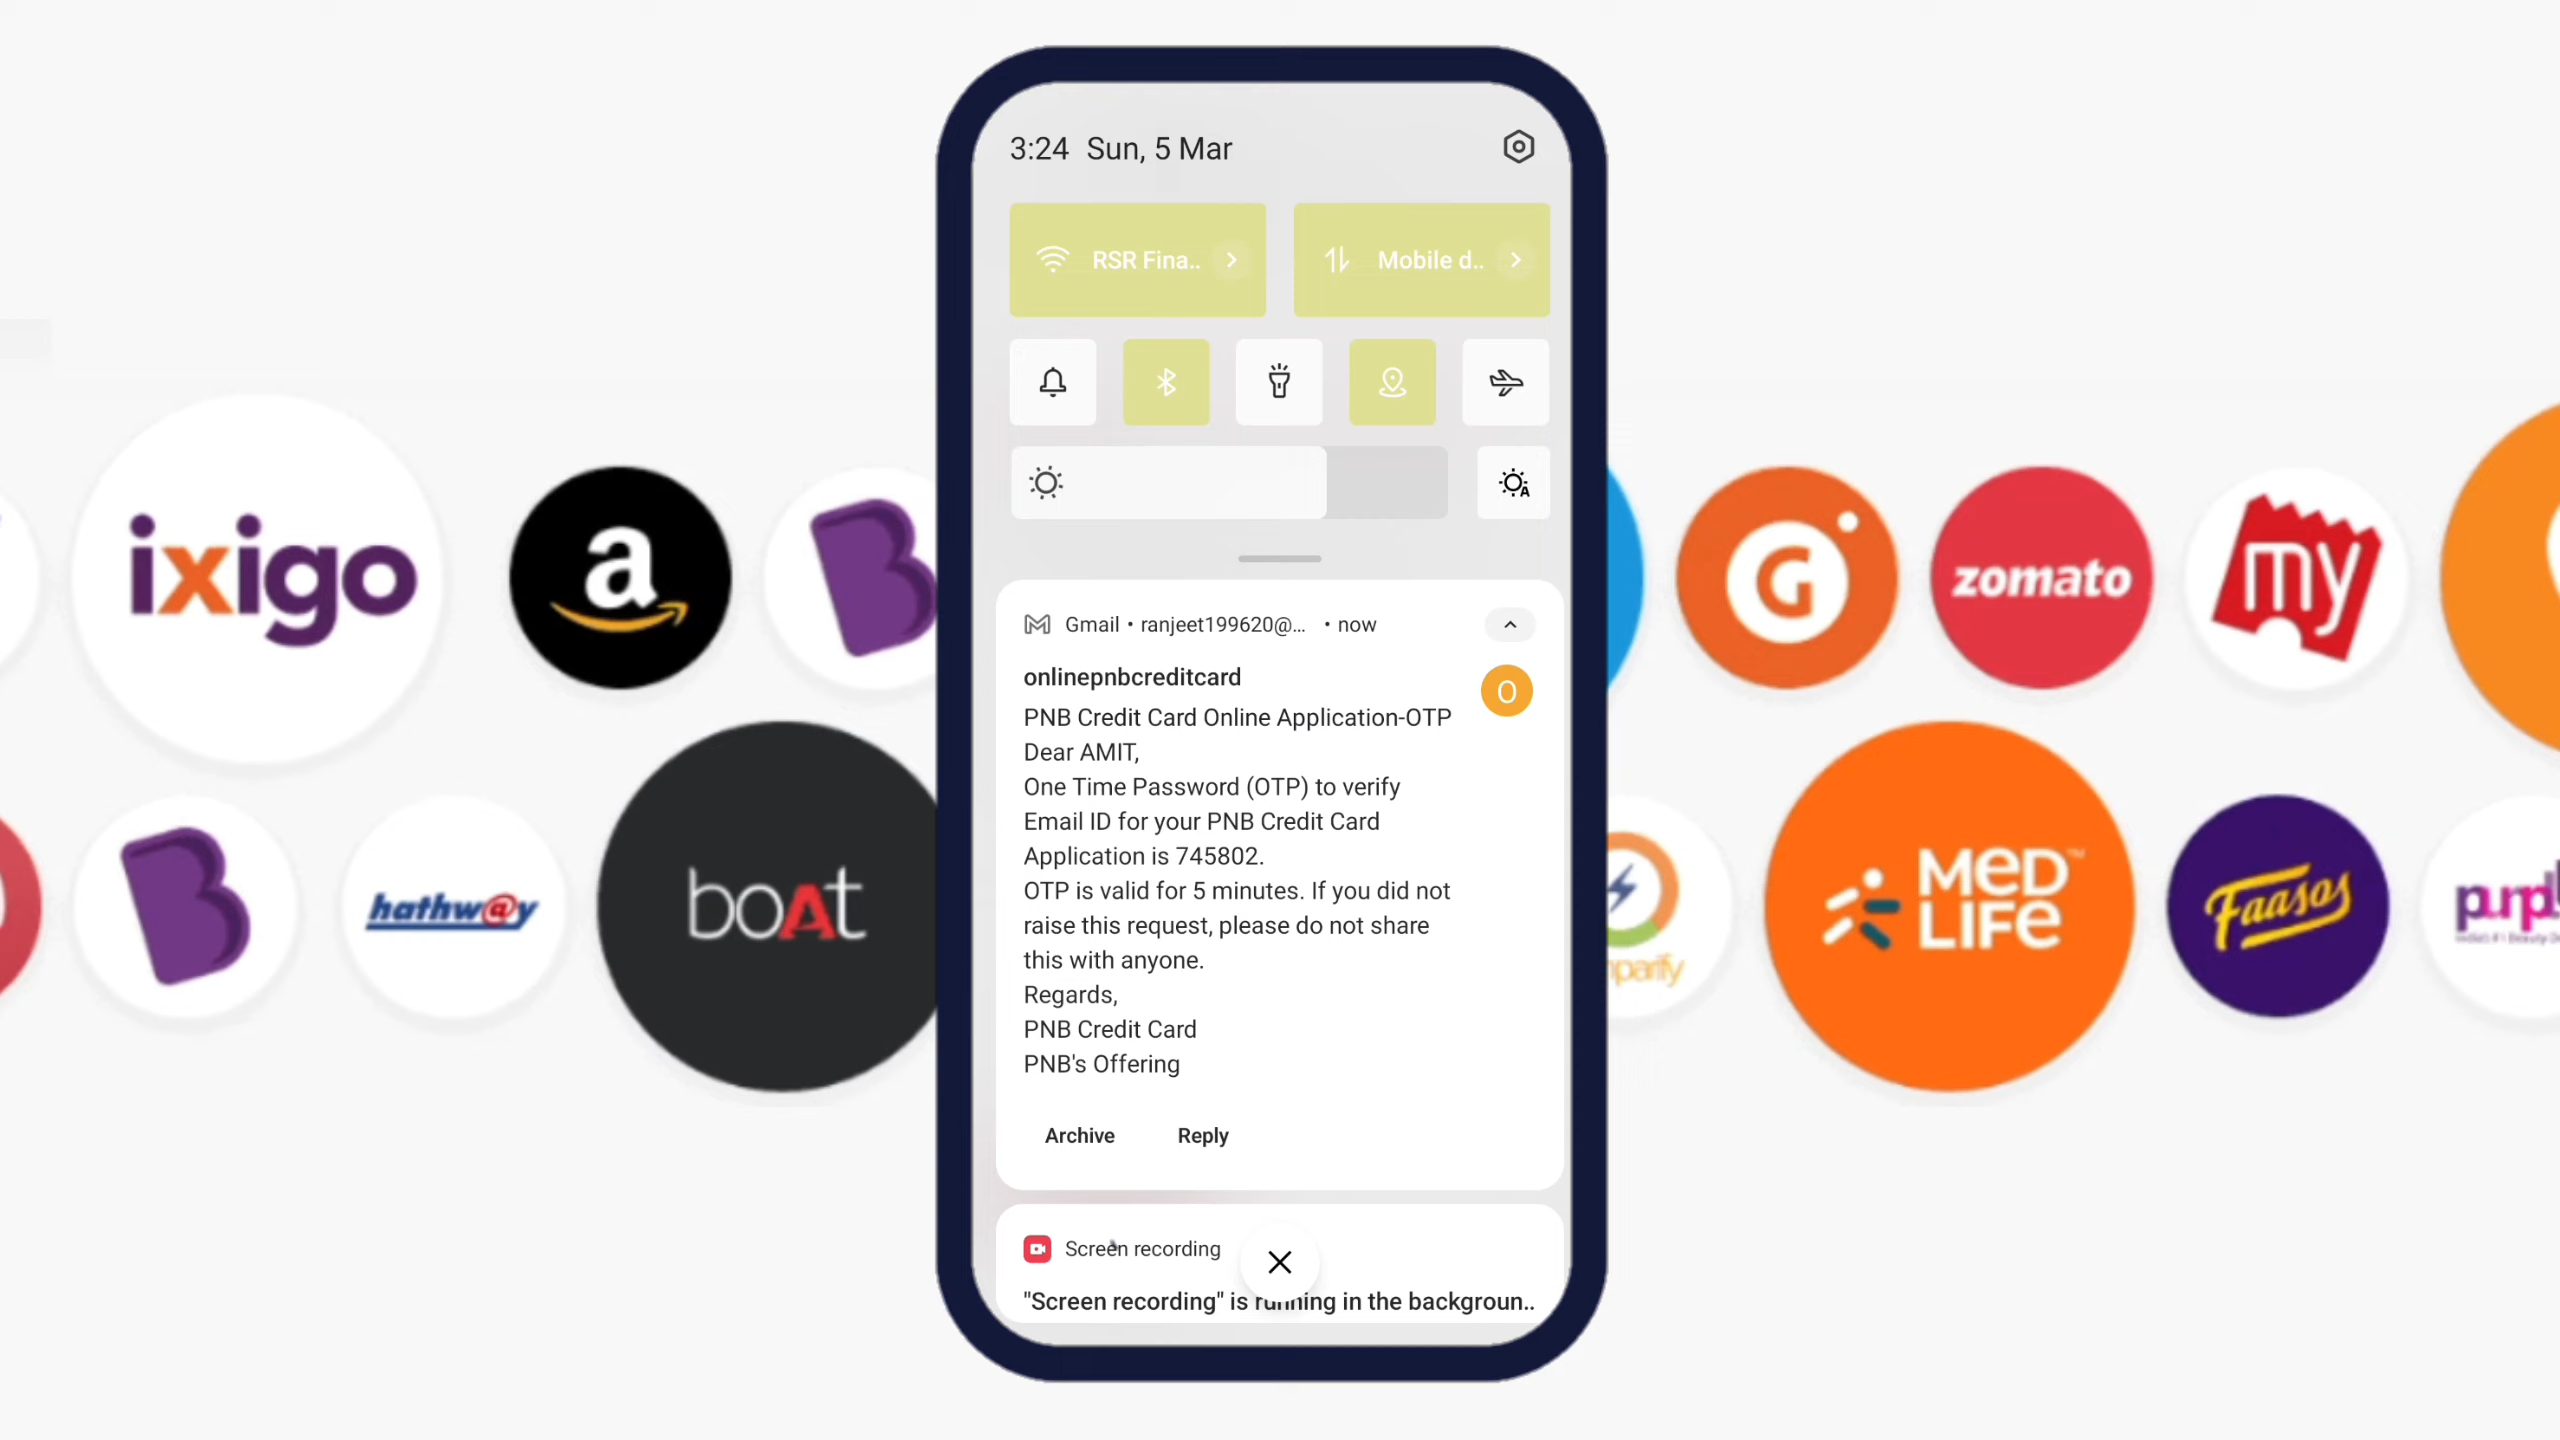 3:24 Sun, 5 Mar
RSR Fina..
Mobile d..
Gmail • ranjeet199620@... • now
onlinepnbcreditcard
O
PNB Credit Card Online Application-OTP
Dear AMIT,
One Time Password (OTP) to verify
Email ID for your PNB Credit Card
Application is 745802.
OTP is valid for 5 minutes. If you did not
raise this request, please do not share
this with anyone.
Regards,
PNB Credit Card
PNB's Offering
Archive Reply
Screen recording
"Screen recording" is running in the backgroun..
ixigo
a
B
G
zomato
my
B
hathw@y
boAt
MED
LIFE™
Faasos
purpl